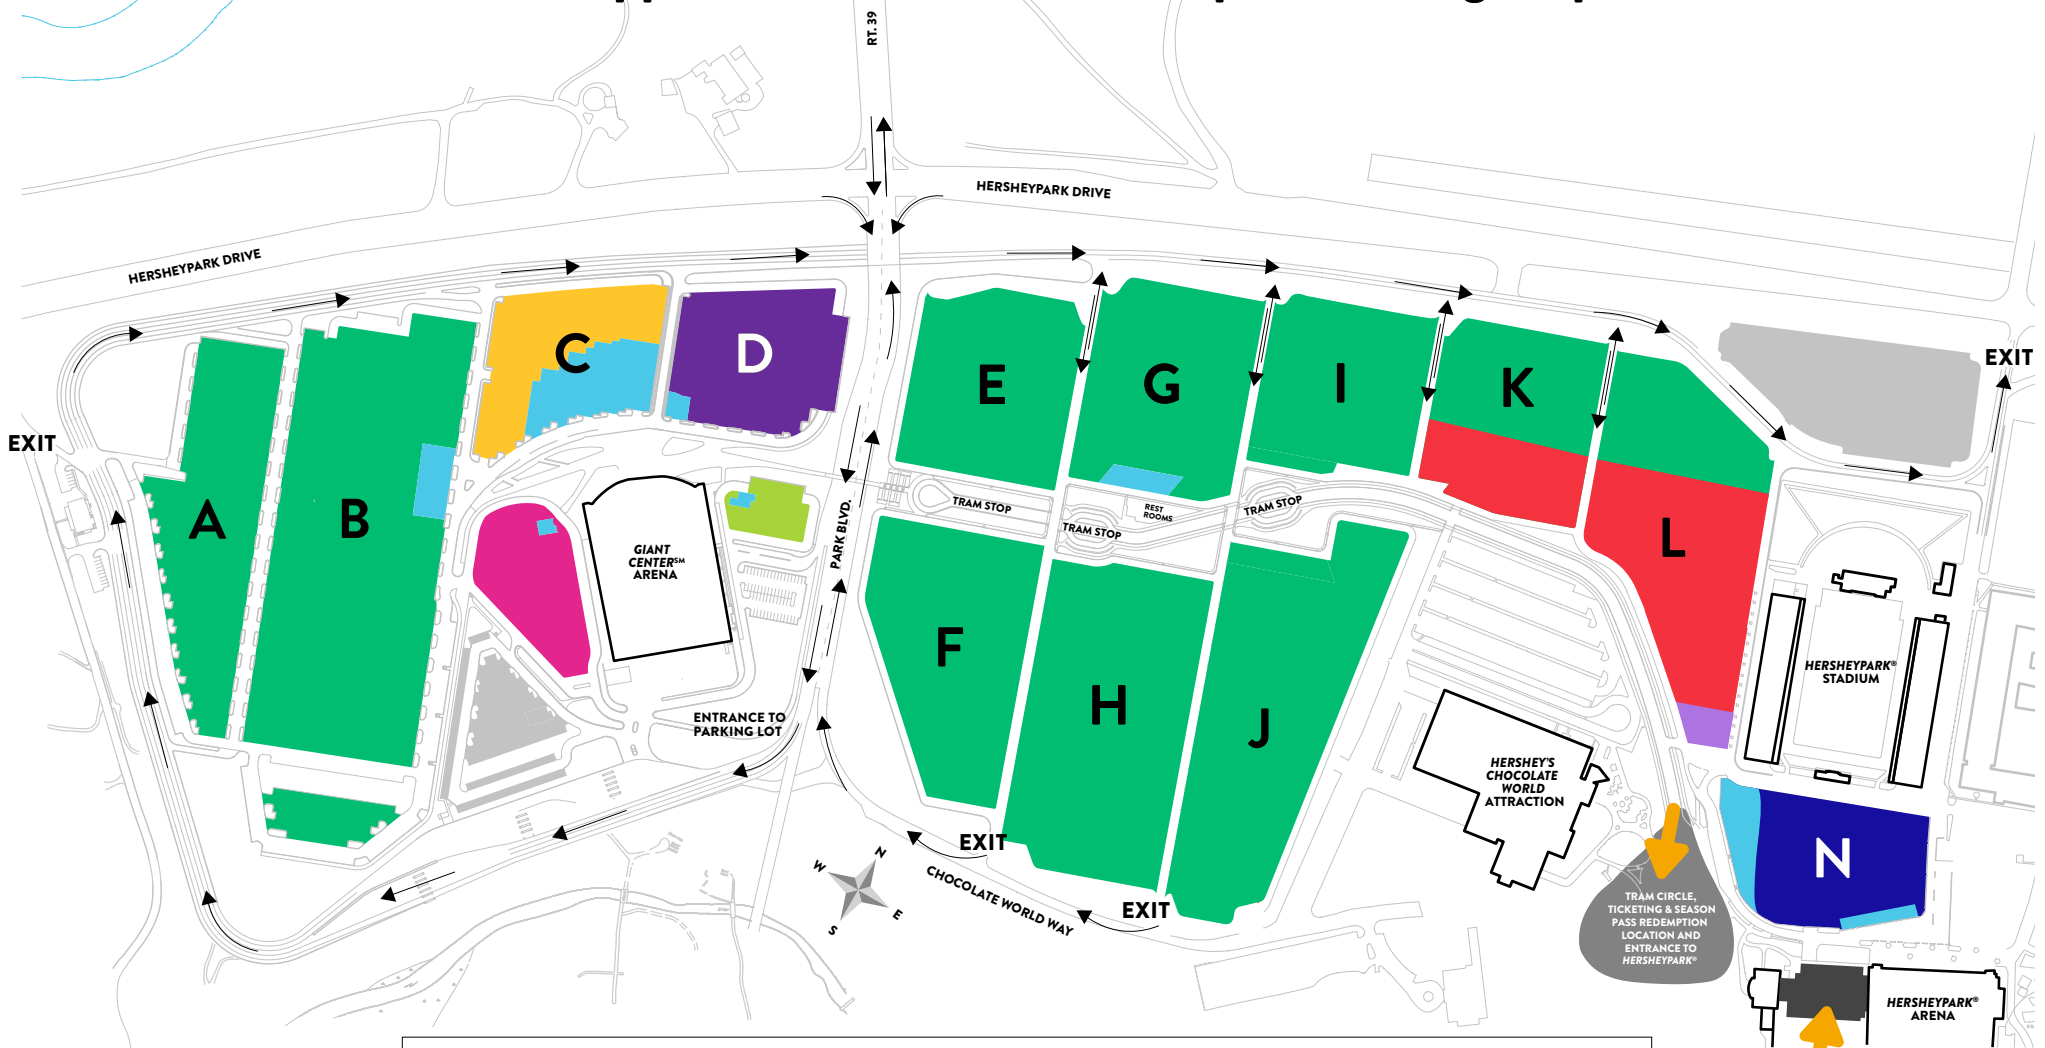 RT. 39
HERSHEYPARK DRIVE
HERSHEYPARK DRIVE
EXIT
EXIT
A
B
C
D
E
G
I
K
L
TRAM STOP
TRAM STOP
TRAM STOP
REST
ROOMS
PARK BLVD.
GIANT
CENTER℠
ARENA
F
H
J
ENTRANCE TO
PARKING LOT
HERSHEYPARK®
STADIUM
HERSHEY'S
CHOCOLATE
WORLD
ATTRACTION
N
EXIT
EXIT
CHOCOLATE WORLD WAY
N
W
E
S
TRAM CIRCLE,
TICKETING & SEASON
PASS REDEMPTION
LOCATION AND
ENTRANCE TO
HERSHEYPARK®
HERSHEYPARK®
ARENA